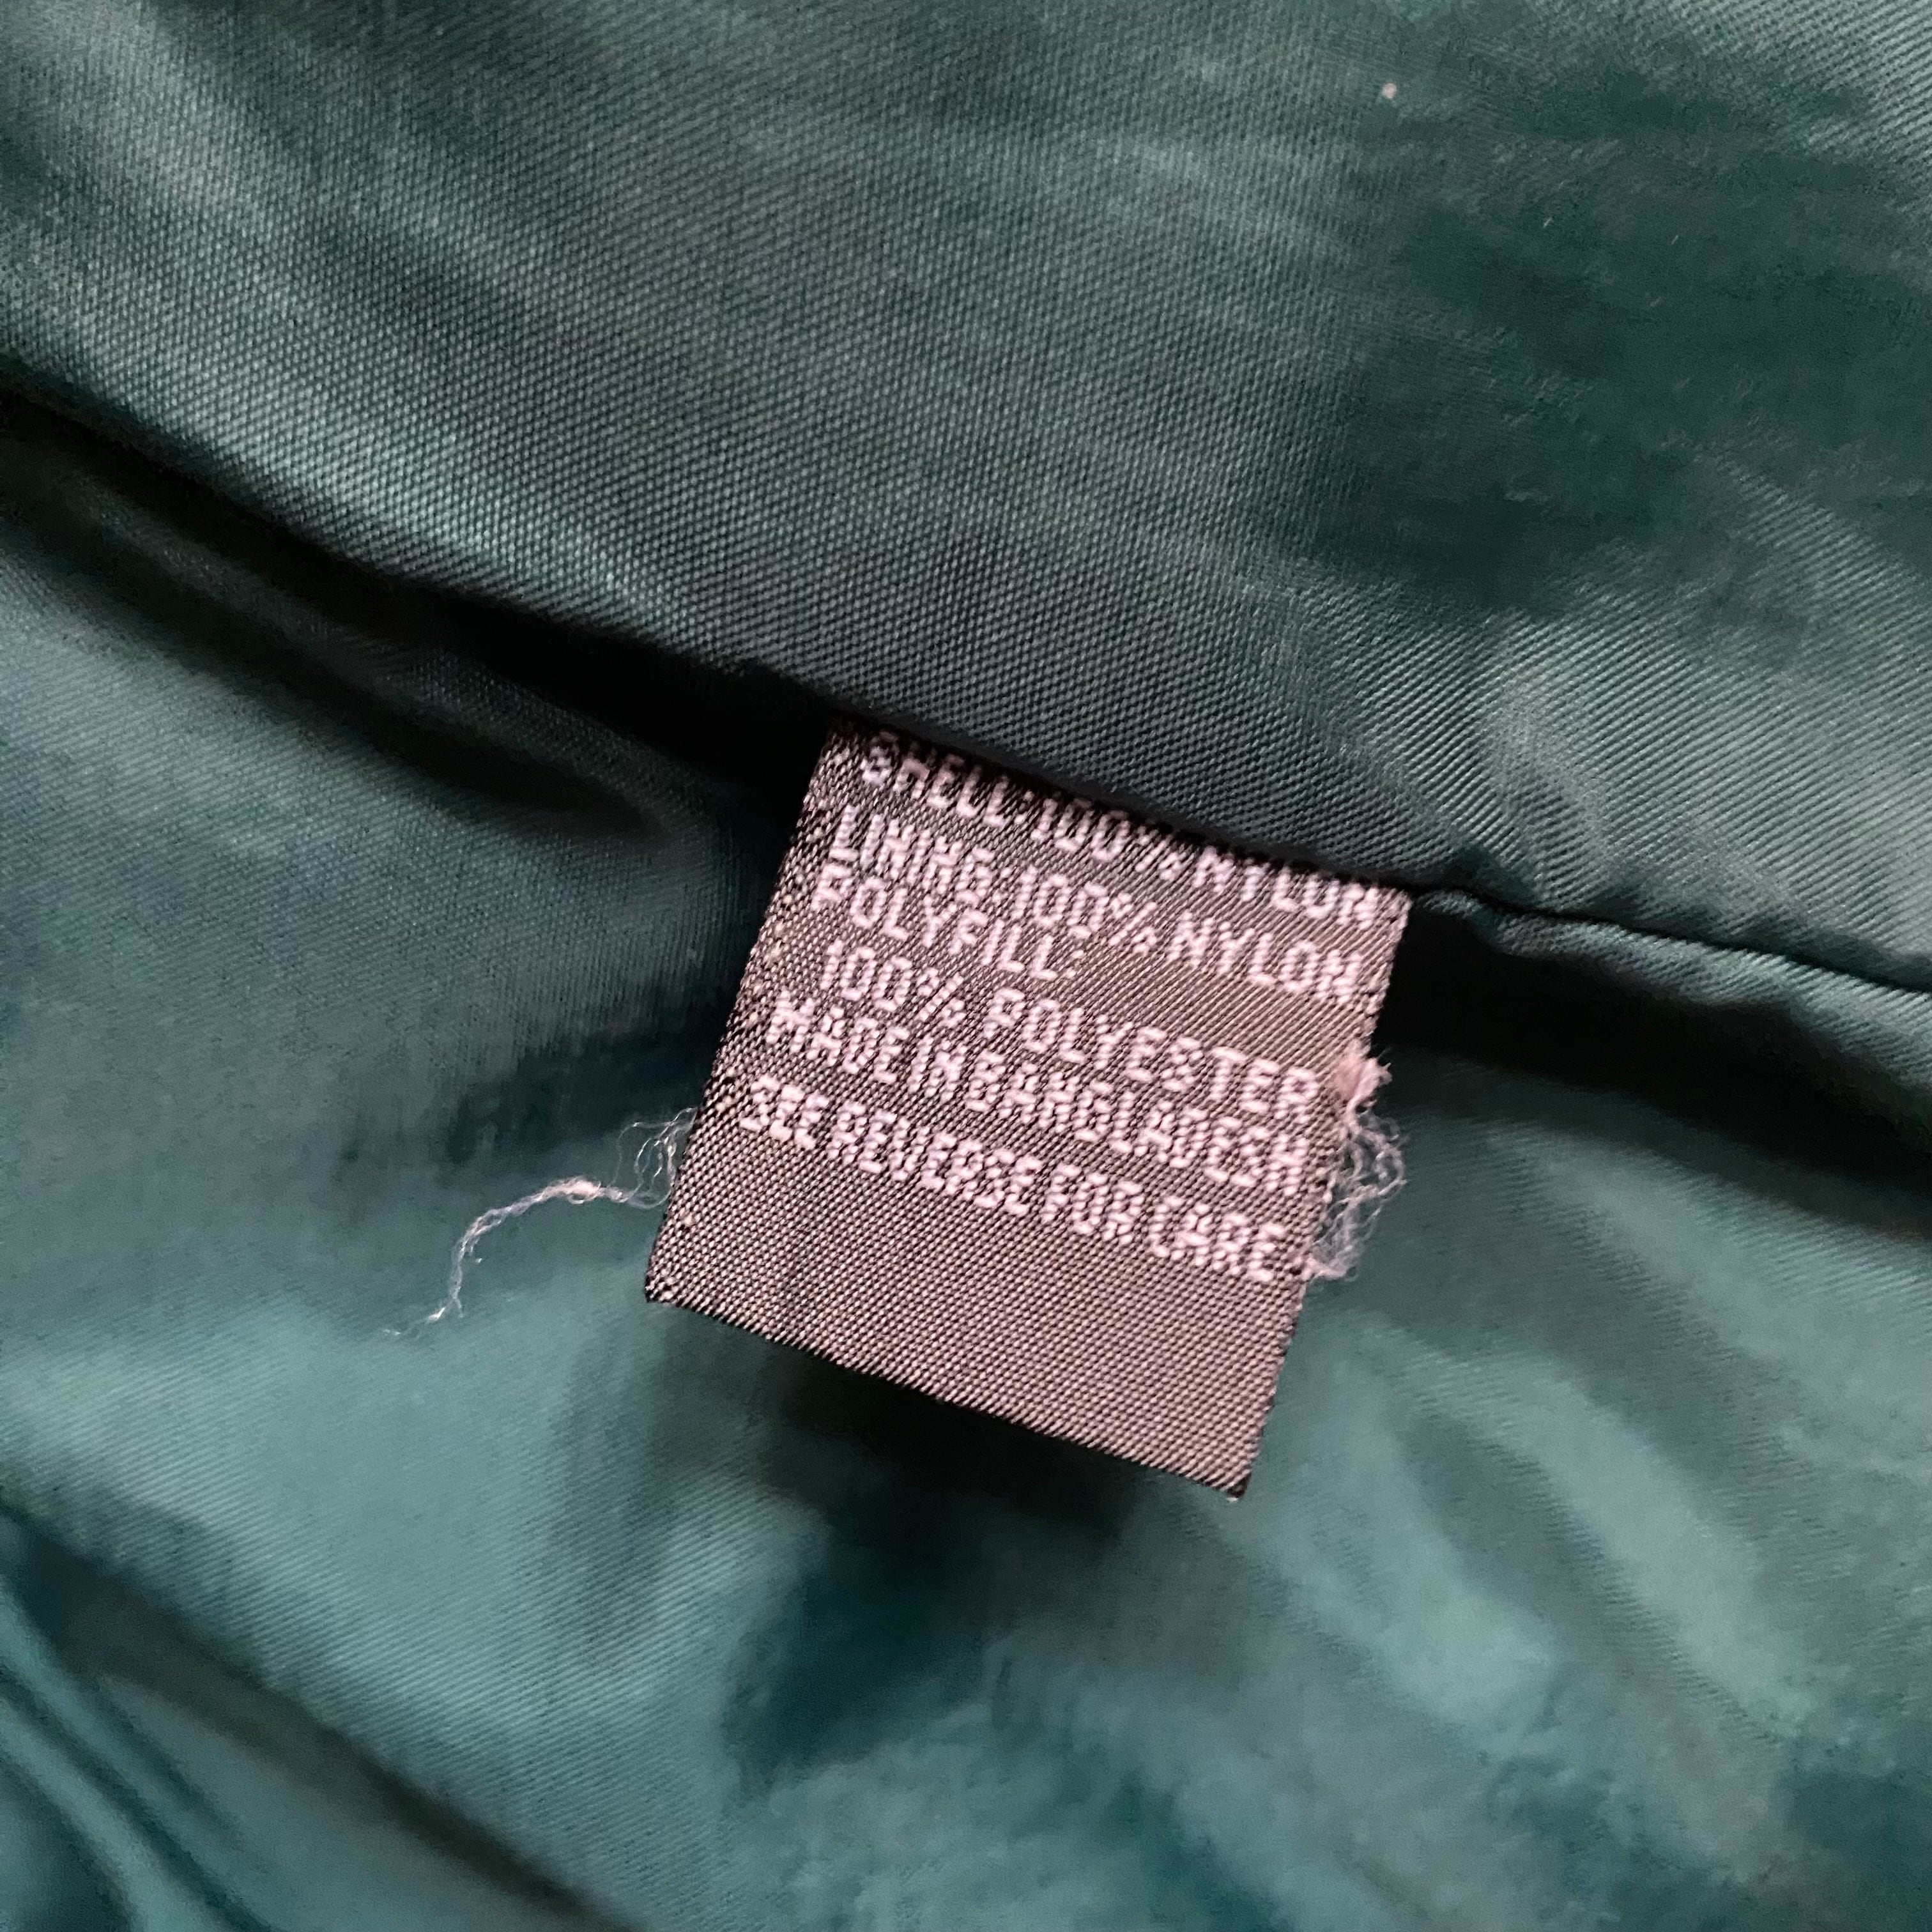 SHELL: 100% NYLON
LINING: 100% NYLON
POLYFILL:
100% POLYESTER
MADE IN BANGLADESH
SEE REVERSE FOR CARE